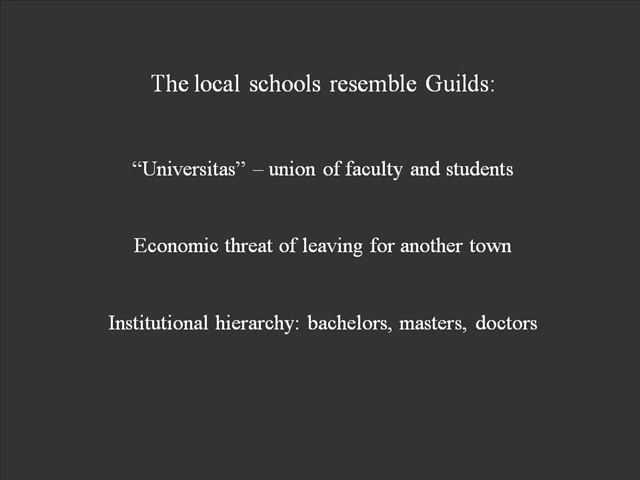 The local schools resemble Guilds:
“Universitas” – union of faculty and students
Economic threat of leaving for another town
Institutional hierarchy: bachelors, masters, doctors